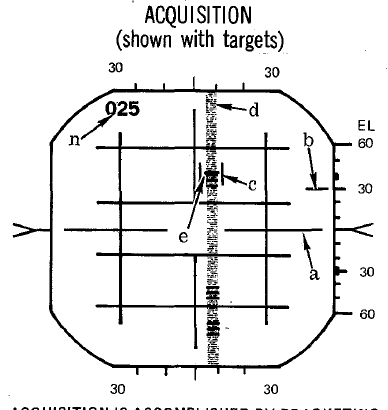 ACQUISITION
(shown with targets)
30 30
025 d
n EL
b 60
c 30
e
a
30
60
30 30
ACQUISITION IS ACCOMPLISHED BY BRACKETING